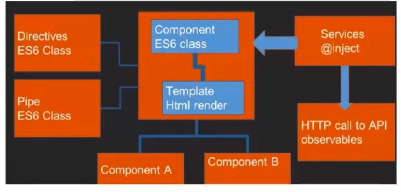 Directives
ES6 Class
Component
ES6 class
Services
@inject
Pipe
ES6 Class
Template
Html render
HTTP call to API
observables
Component A
Component B